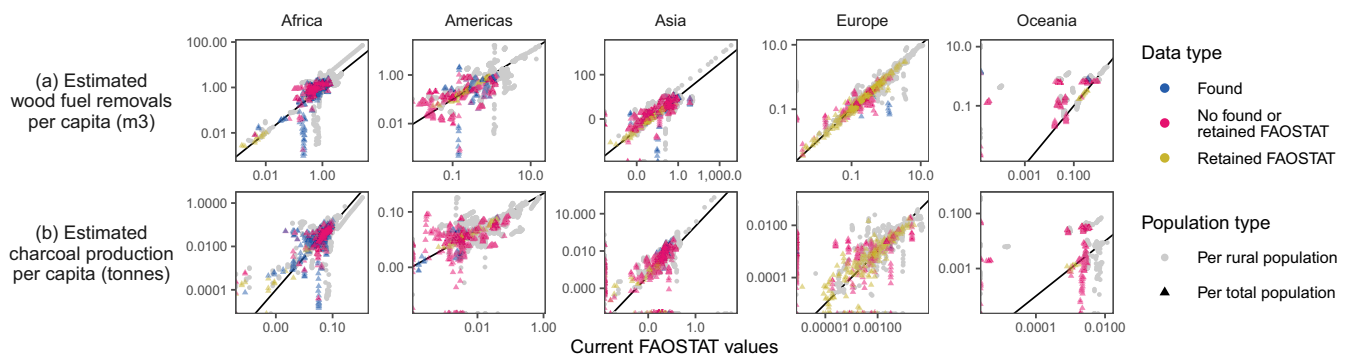 Africa
Americas
Asia
Europe
Oceania
(a) Estimated
wood fuel removals
per capita (m3)
100.00
1.00
0.01
0.01
1.00
1.00
0.01
0.1
10.0
100
0
0
1.0
1,000.0
10.0
0.1
0.1
1.0
10.0
10.0
0.1
0.100
10.000
(b) Estimated
charcoal production
per capita (tonnes)
1.0000
0.0100
0.0001
0.00
0.10
0.10
0.00
0.01
1.00
10.000
0.010
0.000
0.0
0.1
0.0100
0.0001
0.00001
0.00100
0.100
0.001
0.0001
0.0100
Current FAOSTAT values
Data type
Found
No found or
retained FAOSTAT
Retained FAOSTAT
Population type
Per rural population
Per total population